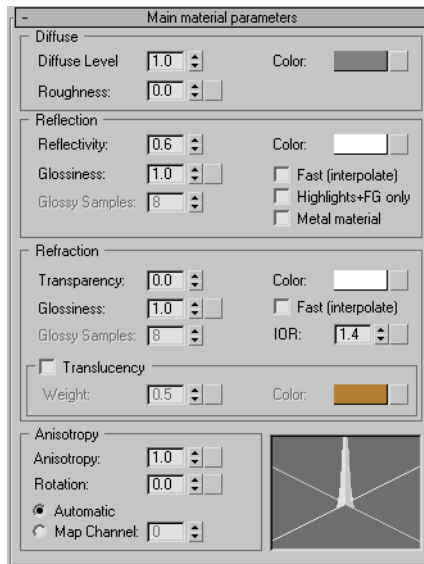 - Main material parameters
Diffuse
Diffuse Level 1.0 Color:
Roughness: 0.0
Reflection
Reflectivity: 0.6 Color:
Glossiness: 1.0 Fast (interpolate)
Glossy Samples: 8 Highlights+FG only
Metal material
Refraction
Transparency: 0.0 Color:
Glossiness: 1.0 Fast (interpolate)
Glossy Samples: 8 IOR: 1.4
Translucency
Weight: 0.5 Color:
Anisotropy
Anisotropy: 1.0
Rotation: 0.0
Automatic
Map Channel: 0